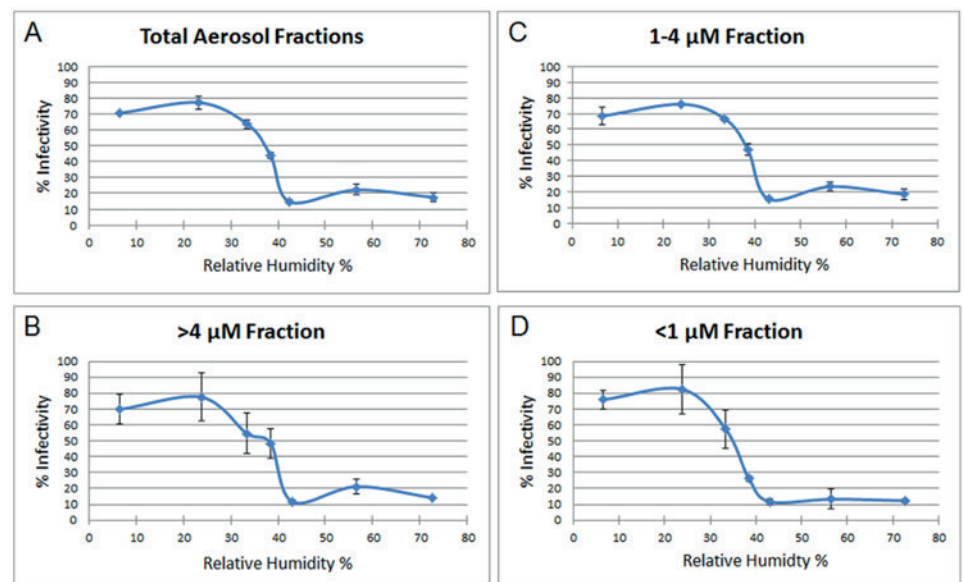 A
Total Aerosol Fractions
100
90
80
70
60
50
40
30
20
10
0
% Infectivity
0 10 20 30 40 50 60 70 80
Relative Humidity %
C
1-4 µM Fraction
100
90
80
70
60
50
40
30
20
10
0
% Infectivity
0 10 20 30 40 50 60 70 80
Relative Humidity %
B
>4 µM Fraction
100
90
80
70
60
50
40
30
20
10
0
% Infectivity
0 10 20 30 40 50 60 70 80
Relative Humidity %
D
<1 µM Fraction
100
90
80
70
60
50
40
30
20
10
0
% Infectivity
0 10 20 30 40 50 60 70 80
Relative Humidity %